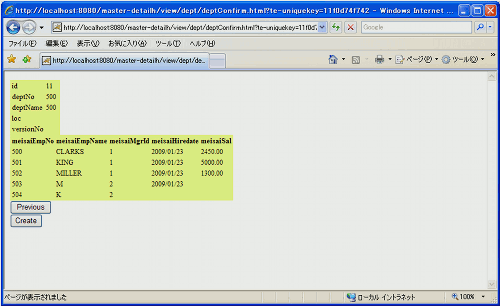 http://localhost:8080/master-detailh/view/dept/deptConfirm.html?te-uniquekey=11f0d74f742 - Windows Internet ...
http://localhost:8080/master-detailh/view/dept/deptConfirm.html?te-uniquekey=11f0d7
Google
ファイル(F) 編集(E) 表示(V) お気に入り(A) ツール(T) ヘルプ(H)
http://localhost:8080/master-detailh/view/dept/de...
ページ(P) ツール(O)
id 11
deptNo 500
deptName 500
loc
versionNo
meisaiEmpNo meisaiEmpName meisaiMgrId meisaiHiredate meisaiSal
500 CLARKS 1 2009/01/23 2450.00
501 KING 1 2009/01/23 5000.00
502 MILLER 1 2009/01/23 1300.00
503 M 2 2009/01/23
504 K 2
Previous
Create
ページが表示されました ローカル イントラネット 100%